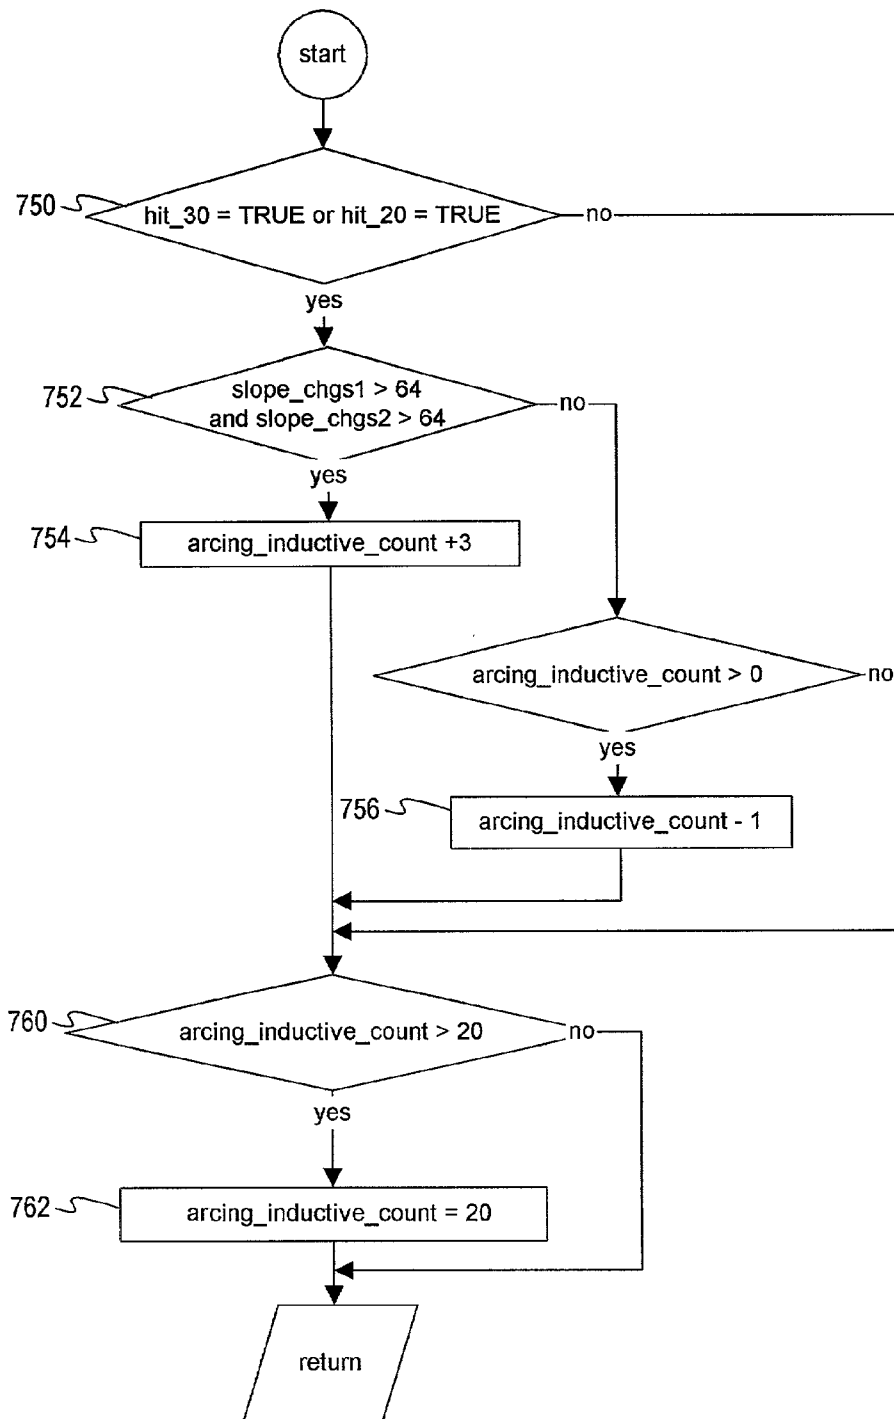 start
750
hit_30 = TRUE or hit_20 = TRUE
no
yes
752
slope_chgs1 > 64
and slope_chgs2 > 64
no
yes
754
arcing_inductive_count +3
arcing_inductive_count > 0
no
yes
756
arcing_inductive_count - 1
760
arcing_inductive_count > 20
no
yes
762
arcing_inductive_count = 20
return